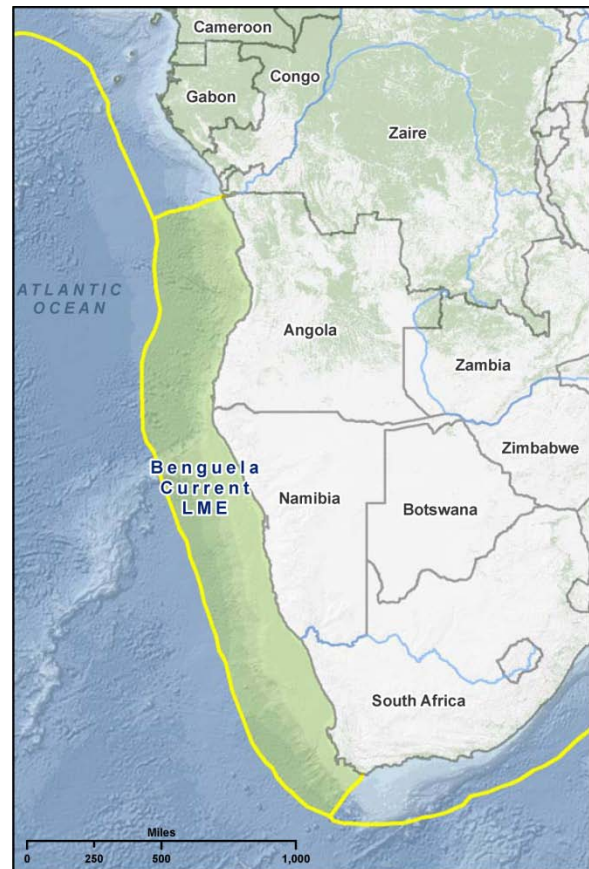 Cameroon
Congo
Gabon
Zaire
ATLANTIC
OCEAN
Angola
Zambia
Zimbabwe
Benguela
Current
LME
Namibia
Botswana
South Africa
Miles
0 250 500 1,000